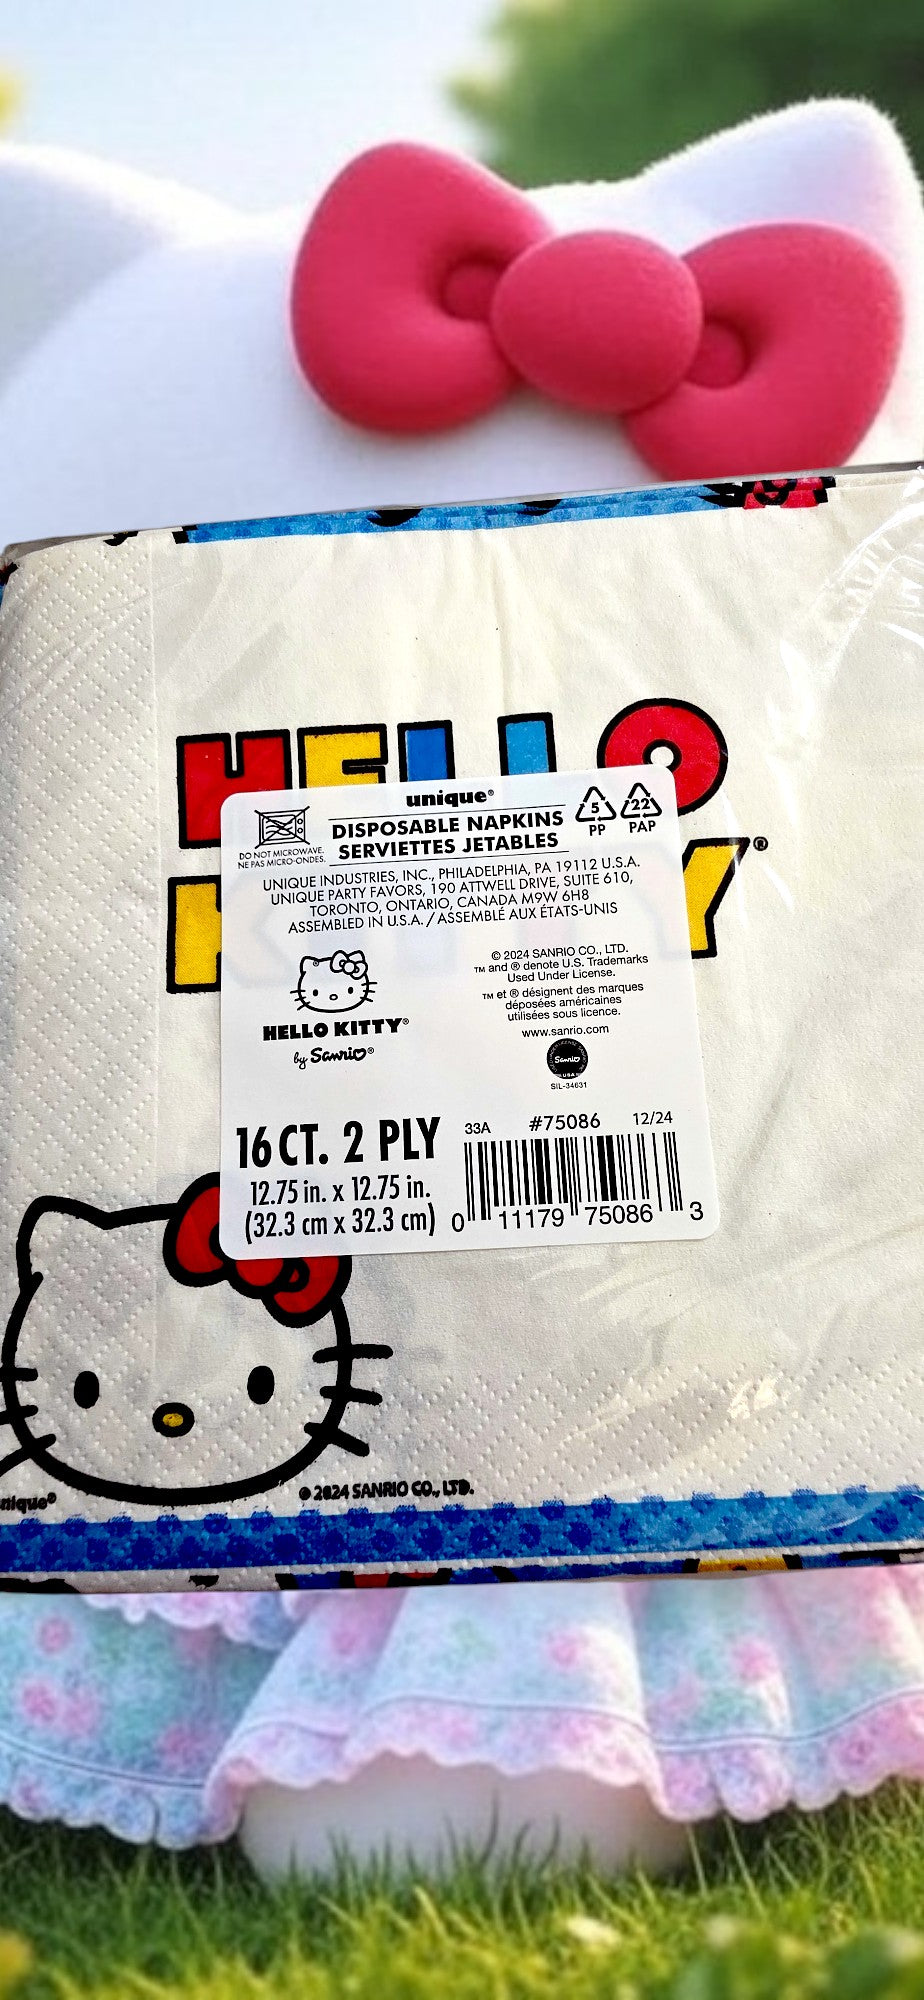 HELLO
KITTY®
unique®
DO NOT MICROWAVE.
NE PAS MICRO-ONDES.
DISPOSABLE NAPKINS
SERVIETTES JETABLES
5
PP
22
PAP
UNIQUE INDUSTRIES, INC., PHILADELPHIA, PA 19112 U.S.A.
UNIQUE PARTY FAVORS, 190 ATTWELL DRIVE, SUITE 610,
TORONTO, ONTARIO, CANADA M9W 6H8
ASSEMBLED IN U.S.A. / ASSEMBLÉ AUX ÉTATS-UNIS
HELLO KITTY®
by Sanrio®
© 2024 SANRIO CO., LTD.
TM and ® denote U.S. Trademarks
Used Under License.
TM et ® désignent des marques
déposées américaines
utilisées sous licence.
www.sanrio.com
Sanrio
USA
SIL-34631
16 CT. 2 PLY
12.75 in. x 12.75 in.
(32.3 cm x 32.3 cm)
33A #75086 12/24
0 11179 75086 3
unique®
© 2024 SANRIO CO., LTD.